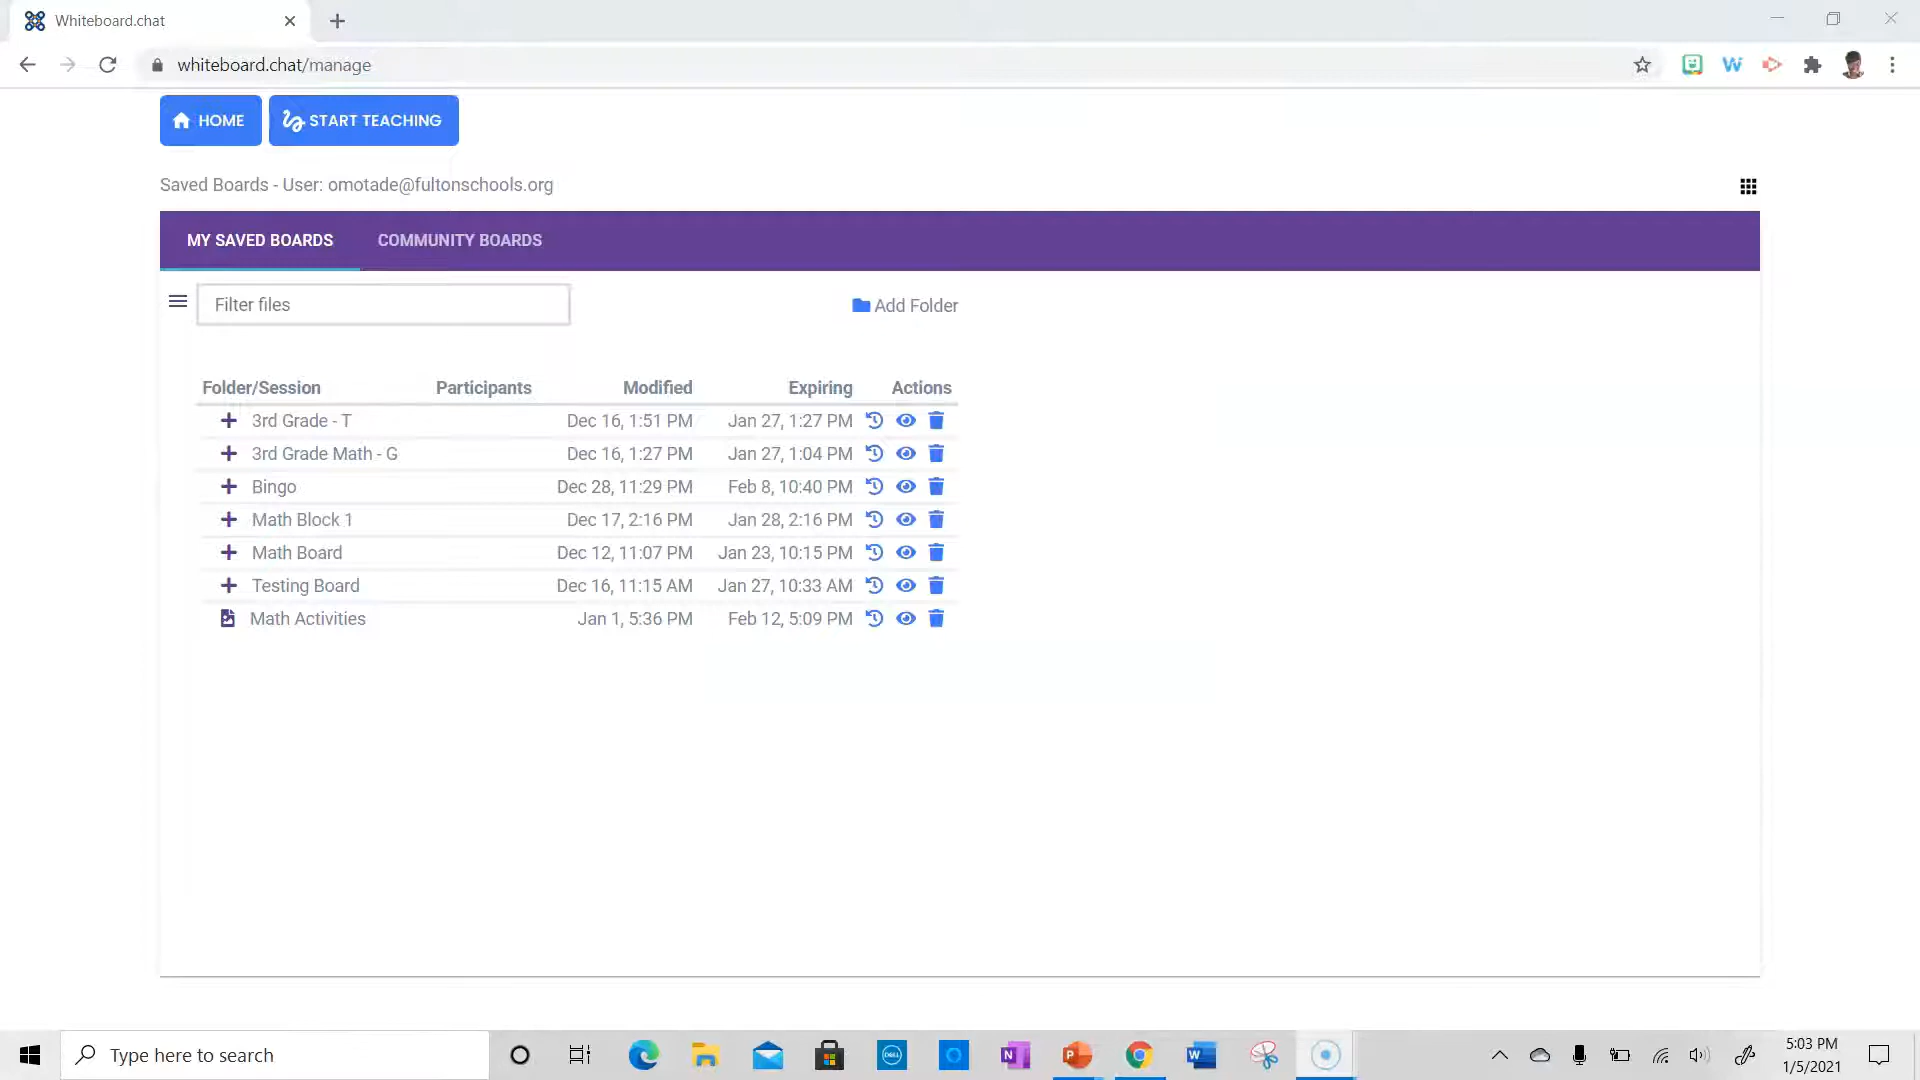 Whiteboard.chat
whiteboard.chat/manage
HOME
START TEACHING
Saved Boards - User: omotade@fultonschools.org
MY SAVED BOARDS COMMUNITY BOARDS
Filter files
Add Folder
Folder/Session Participants Modified Expiring Actions
3rd Grade - T Dec 16, 1:51 PM Jan 27, 1:27 PM
3rd Grade Math - G Dec 16, 1:27 PM Jan 27, 1:04 PM
Bingo Dec 28, 11:29 PM Feb 8, 10:40 PM
Math Block 1 Dec 17, 2:16 PM Jan 28, 2:16 PM
Math Board Dec 12, 11:07 PM Jan 23, 10:15 PM
Testing Board Dec 16, 11:15 AM Jan 27, 10:33 AM
Math Activities Jan 1, 5:36 PM Feb 12, 5:09 PM
Type here to search
DELL
N
P
W
5:03 PM
1/5/2021